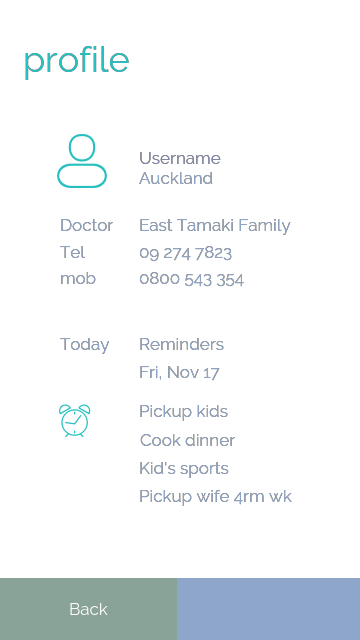 profile
Username
Auckland
Doctor East Tamaki Family
Tel 09 274 7823
mob 0800 543 354
Today Reminders
Fri, Nov 17
Pickup kids
Cook dinner
Kid's sports
Pickup wife 4rm wk
Back